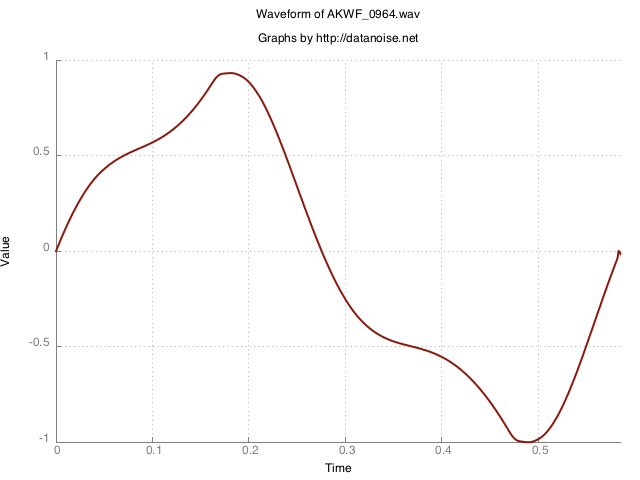 Waveform of AKWF_0964.wav
Graphs by http://datanoise.net
1
0.5
0
-0.5
-1
Value
0 0.1 0.2 0.3 0.4 0.5
Time